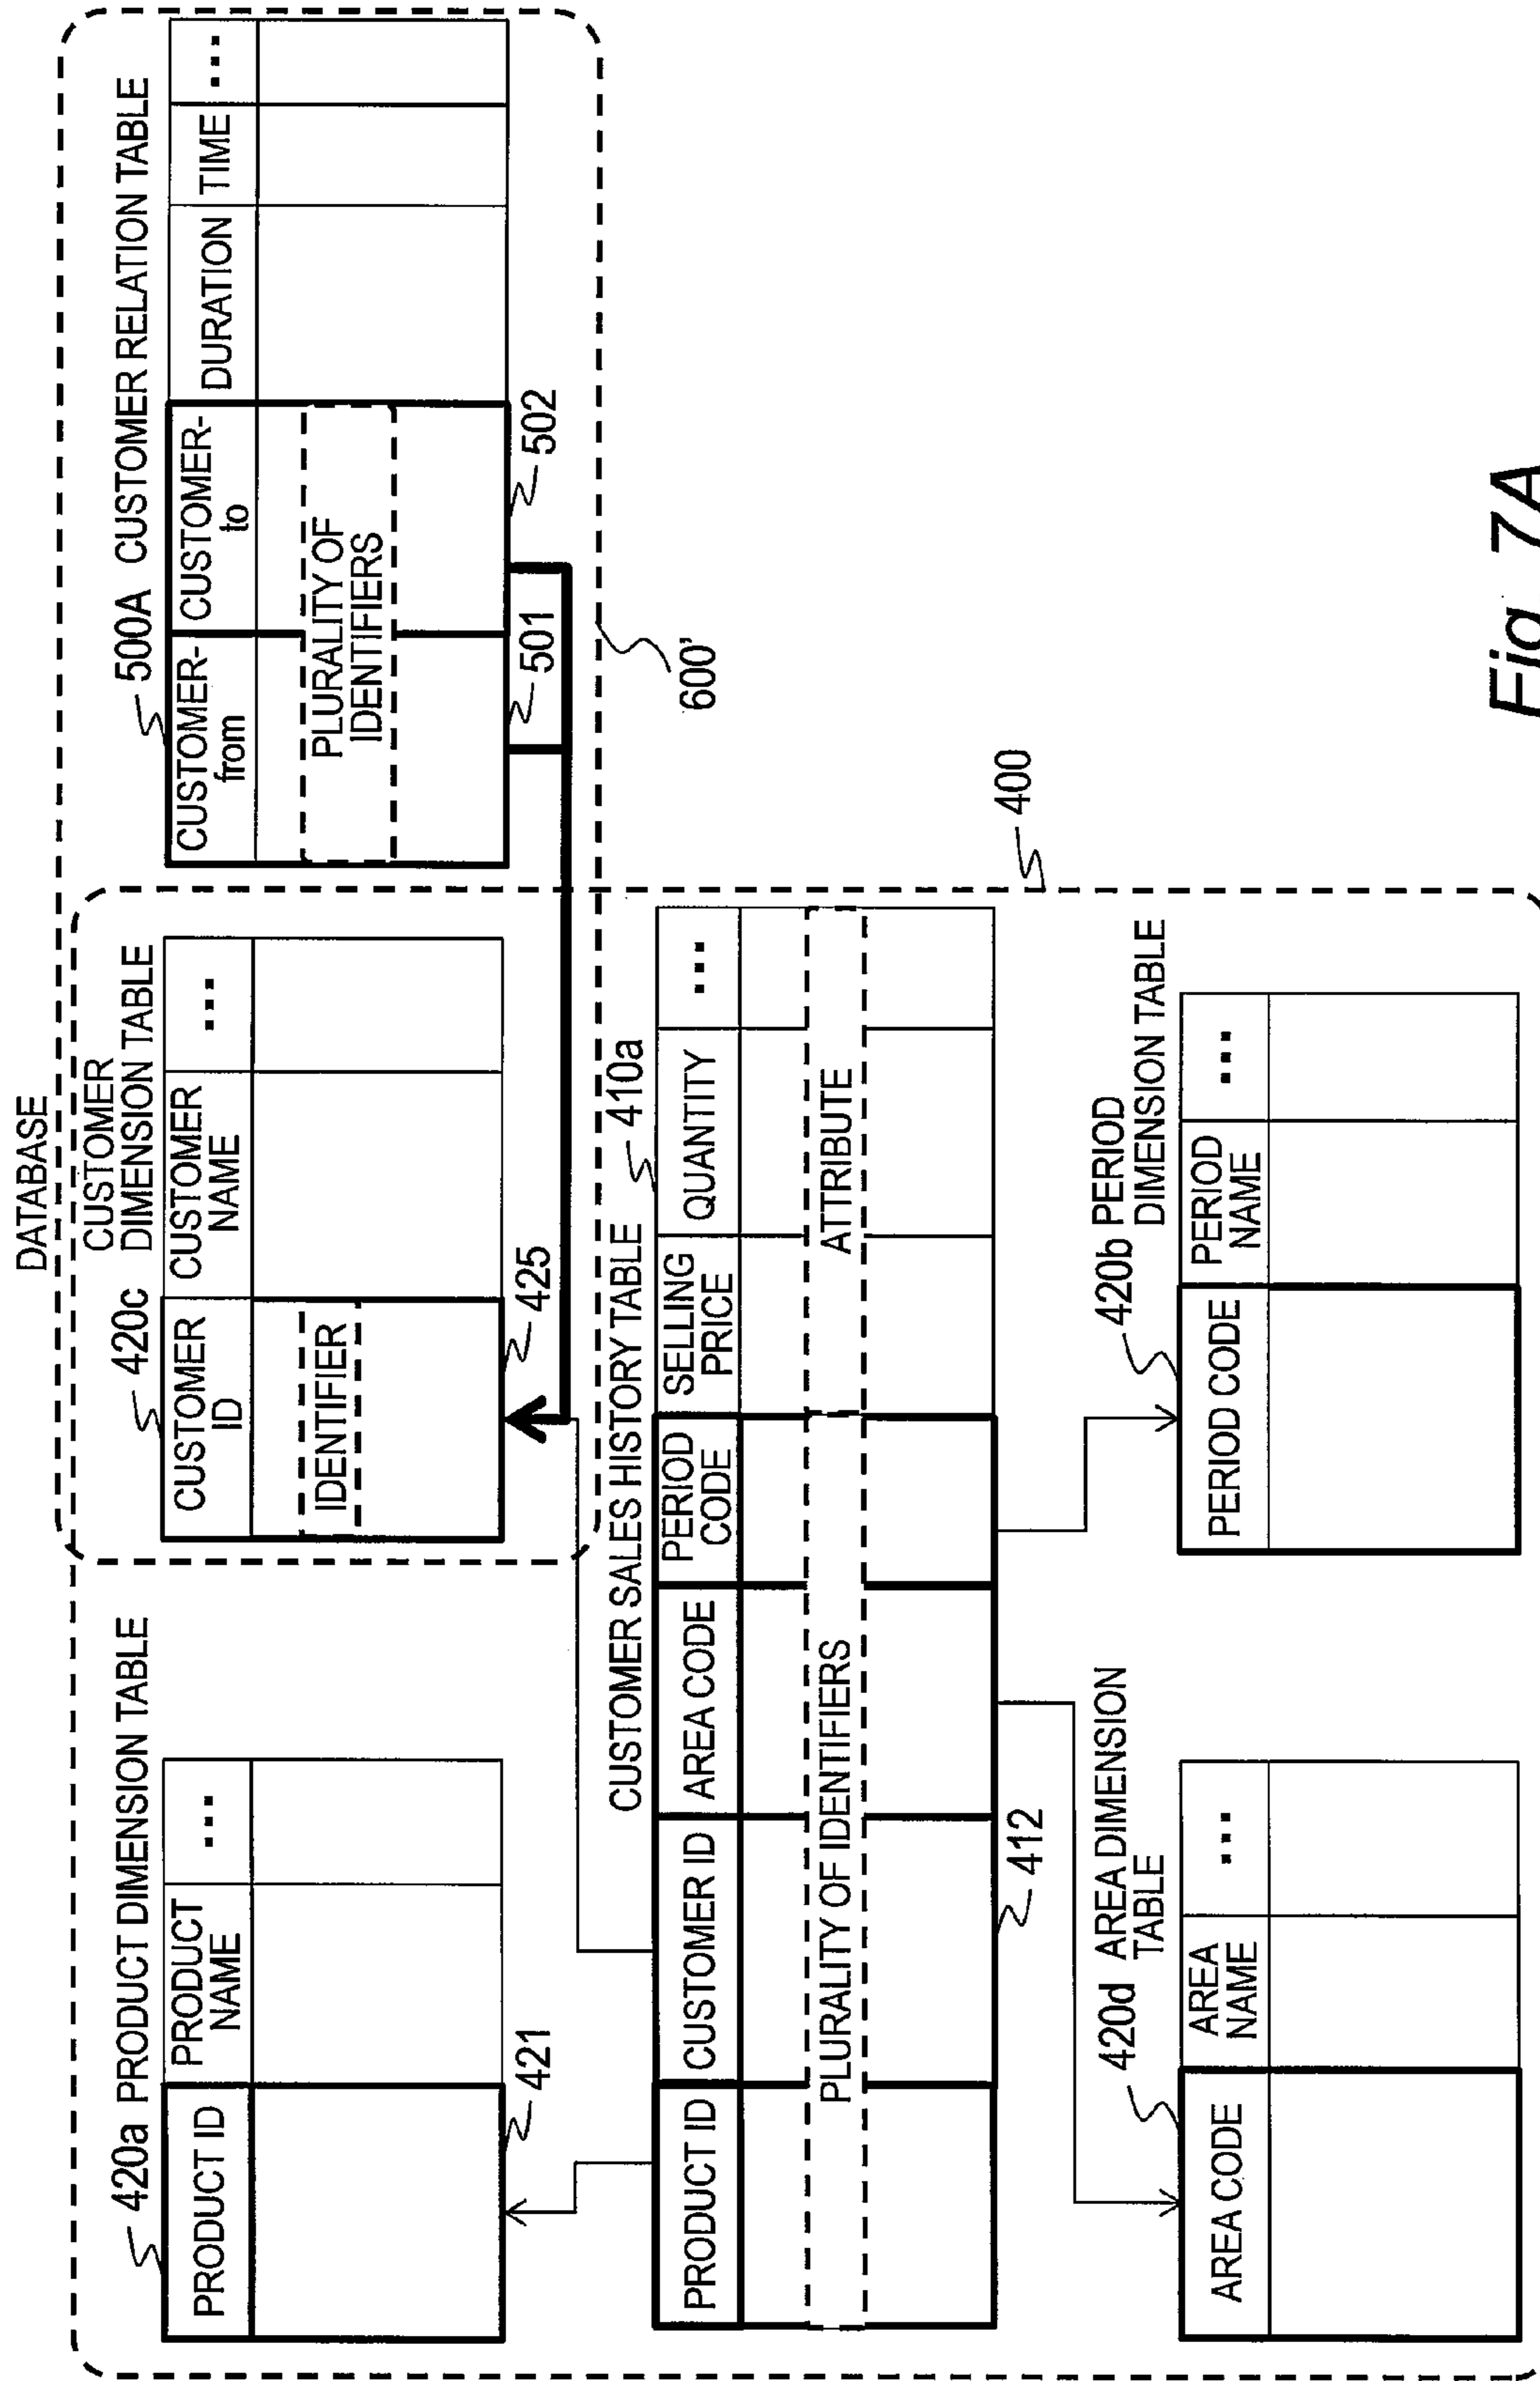 DATABASE
420a PRODUCT DIMENSION TABLE
PRODUCT ID
PRODUCT
NAME
...
421
CUSTOMER
420c DIMENSION TABLE
CUSTOMER
ID
CUSTOMER
NAME
...
IDENTIFIER
425
500A CUSTOMER RELATION TABLE
CUSTOMER-
from
CUSTOMER-
to
DURATION
TIME
...
PLURALITY OF
IDENTIFIERS
501
502
600'
CUSTOMER SALES HISTORY TABLE
410a
PRODUCT ID
CUSTOMER ID
AREA CODE
PERIOD
CODE
SELLING
PRICE
QUANTITY
...
PLURALITY OF IDENTIFIERS
ATTRIBUTE
412
400
420d AREA DIMENSION
TABLE
AREA CODE
AREA
NAME
...
420b PERIOD
DIMENSION TABLE
PERIOD CODE
PERIOD
NAME
...
Fig. 7A